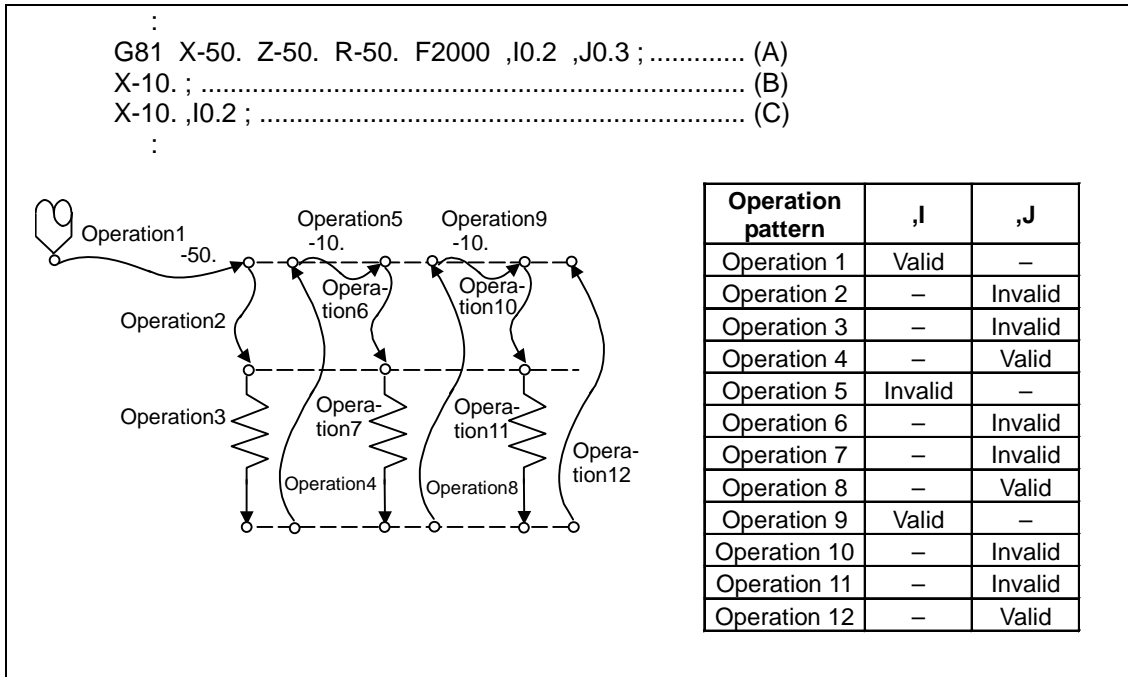 :
G81 X-50. Z-50. R-50. F2000 ,I0.2 ,J0.3 ; ............. (A)
X-10. ; ...................................................................... (B)
X-10. ,I0.2 ; ............................................................... (C)
:
Operation1
-50.
Operation2
Operation3
Operation4
Operation5
-10.
Opera-
tion6
Opera-
tion7
Operation8
Operation9
-10.
Opera-
tion10
Opera-
tion11
Opera-
tion12
Operation pattern ,I ,J
Operation 1 Valid –
Operation 2 – Invalid
Operation 3 – Invalid
Operation 4 – Valid
Operation 5 Invalid –
Operation 6 – Invalid
Operation 7 – Invalid
Operation 8 – Valid
Operation 9 Valid –
Operation 10 – Invalid
Operation 11 – Invalid
Operation 12 – Valid